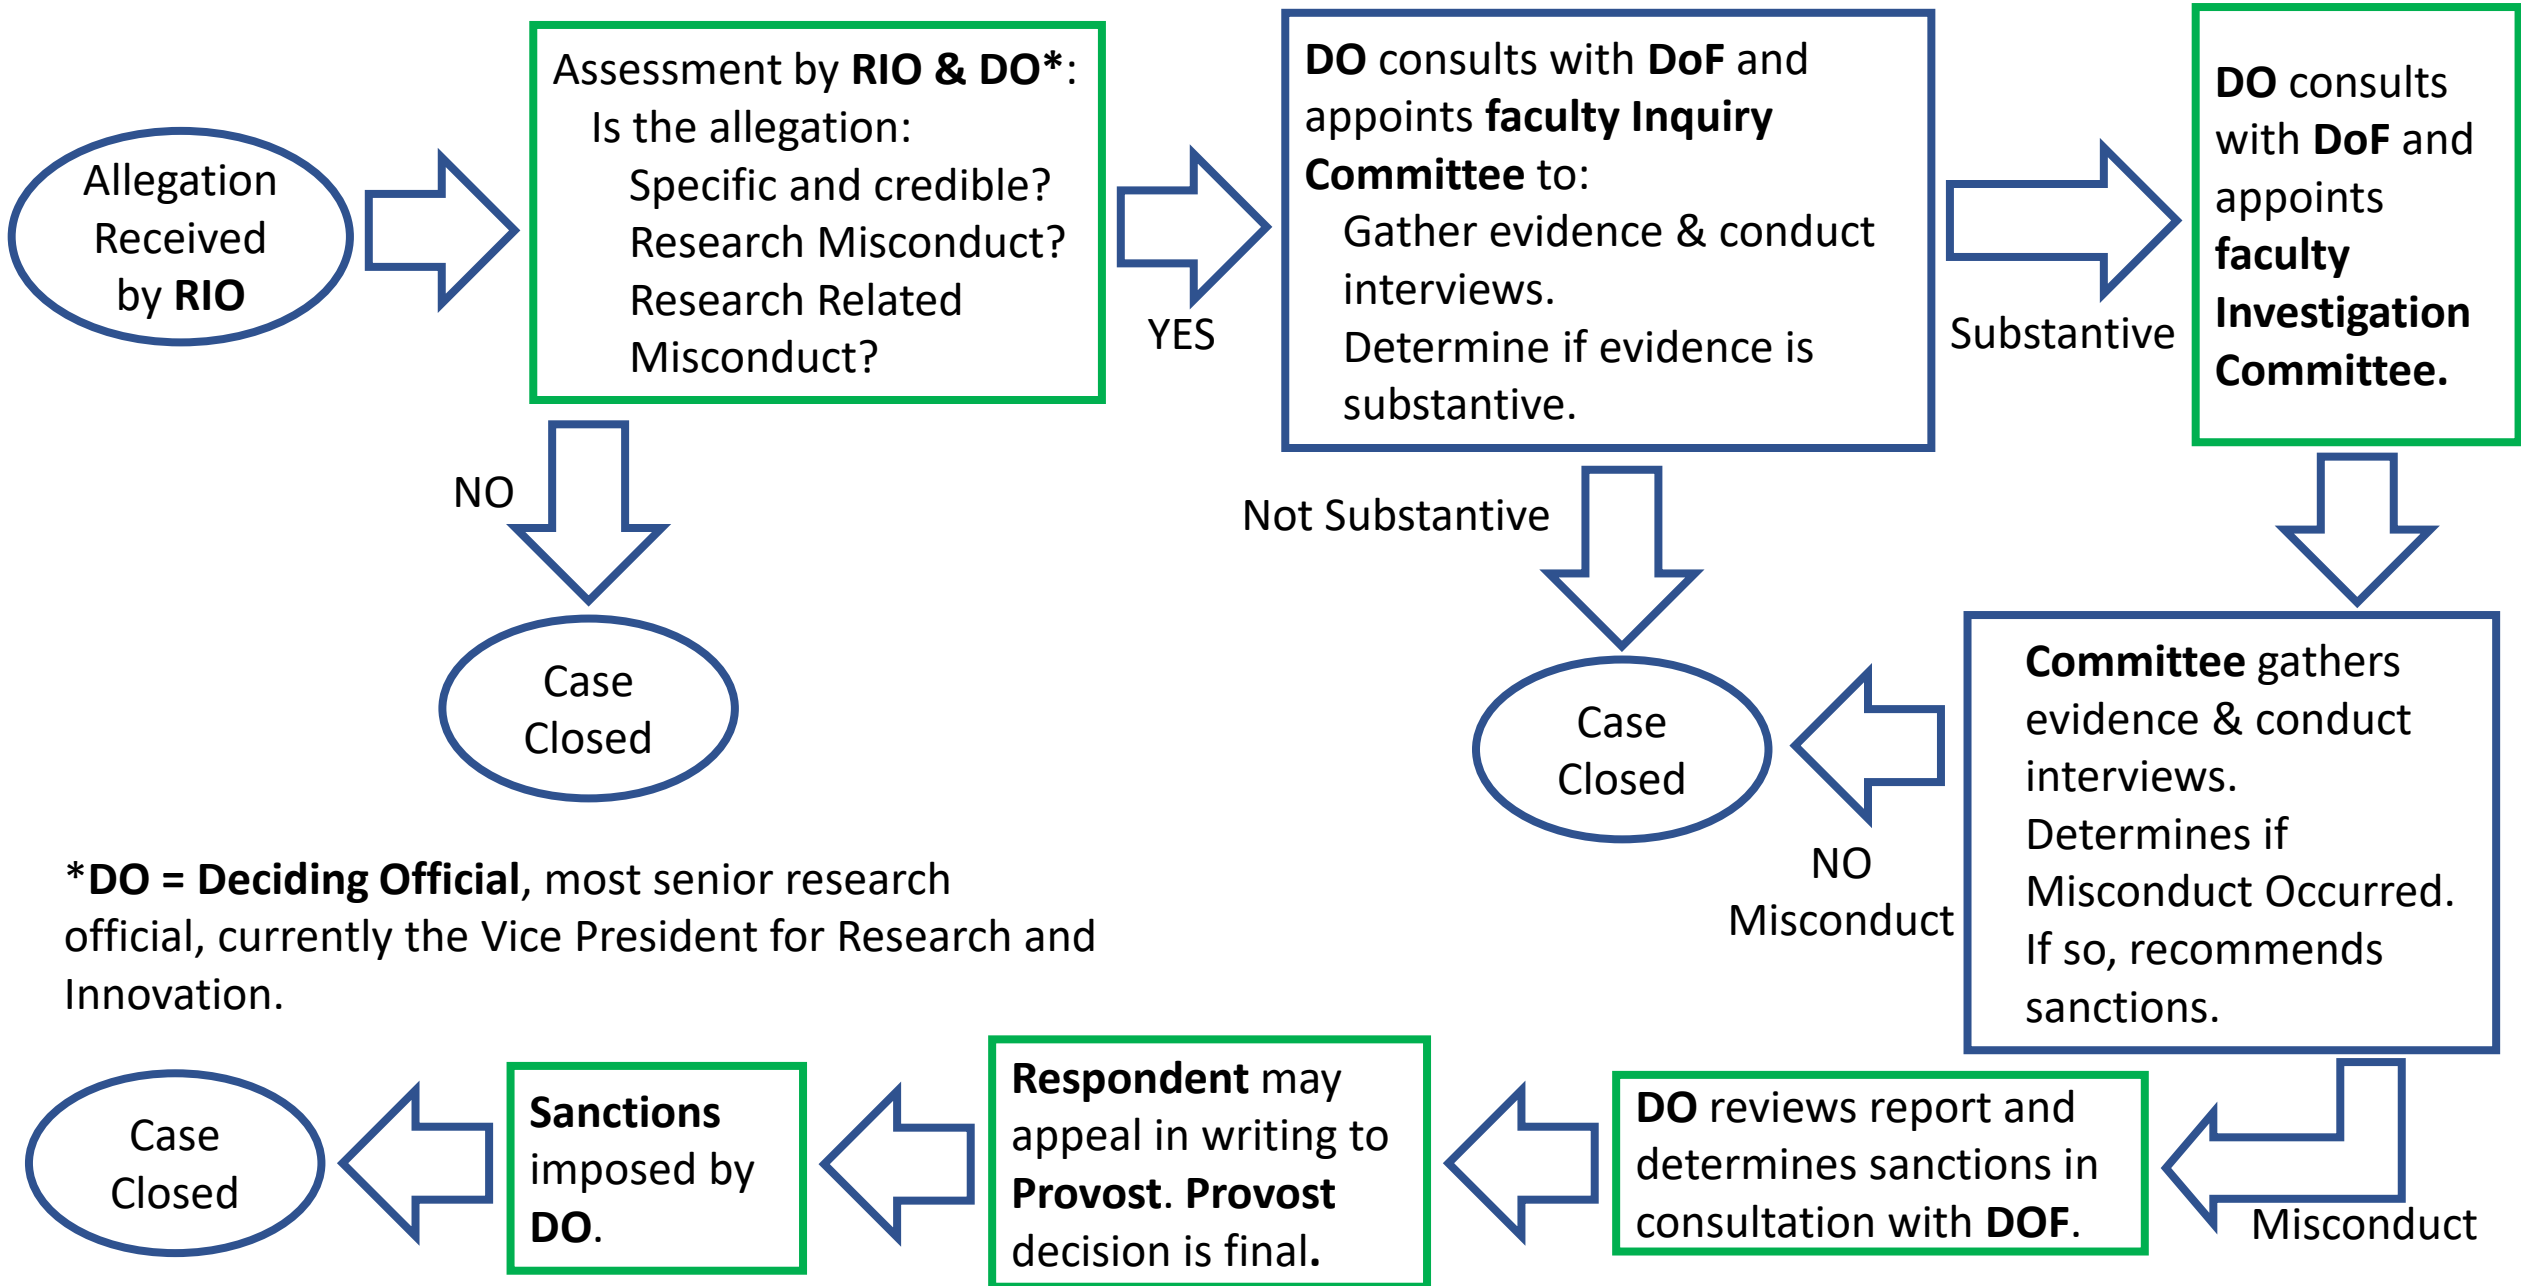 Allegation
Received
by RIO
Assessment by RIO & DO*:
Is the allegation:
Specific and credible?
Research Misconduct?
Research Related
Misconduct?
YES
NO
Case
Closed
DO consults with DoF and
appoints faculty Inquiry
Committee to:
Gather evidence & conduct
interviews.
Determine if evidence is
substantive.
Substantive
Not Substantive
Case
Closed
DO consults
with DoF and
appoints
faculty
Investigation
Committee.
Committee gathers
evidence & conduct
interviews.
Determines if
Misconduct Occurred.
If so, recommends
sanctions.
NO
Misconduct
Misconduct
DO reviews report and
determines sanctions in
consultation with DOF.
Respondent may
appeal in writing to
Provost. Provost
decision is final.
Sanctions
imposed by
DO.
Case
Closed
*DO = Deciding Official, most senior research
official, currently the Vice President for Research and
Innovation.